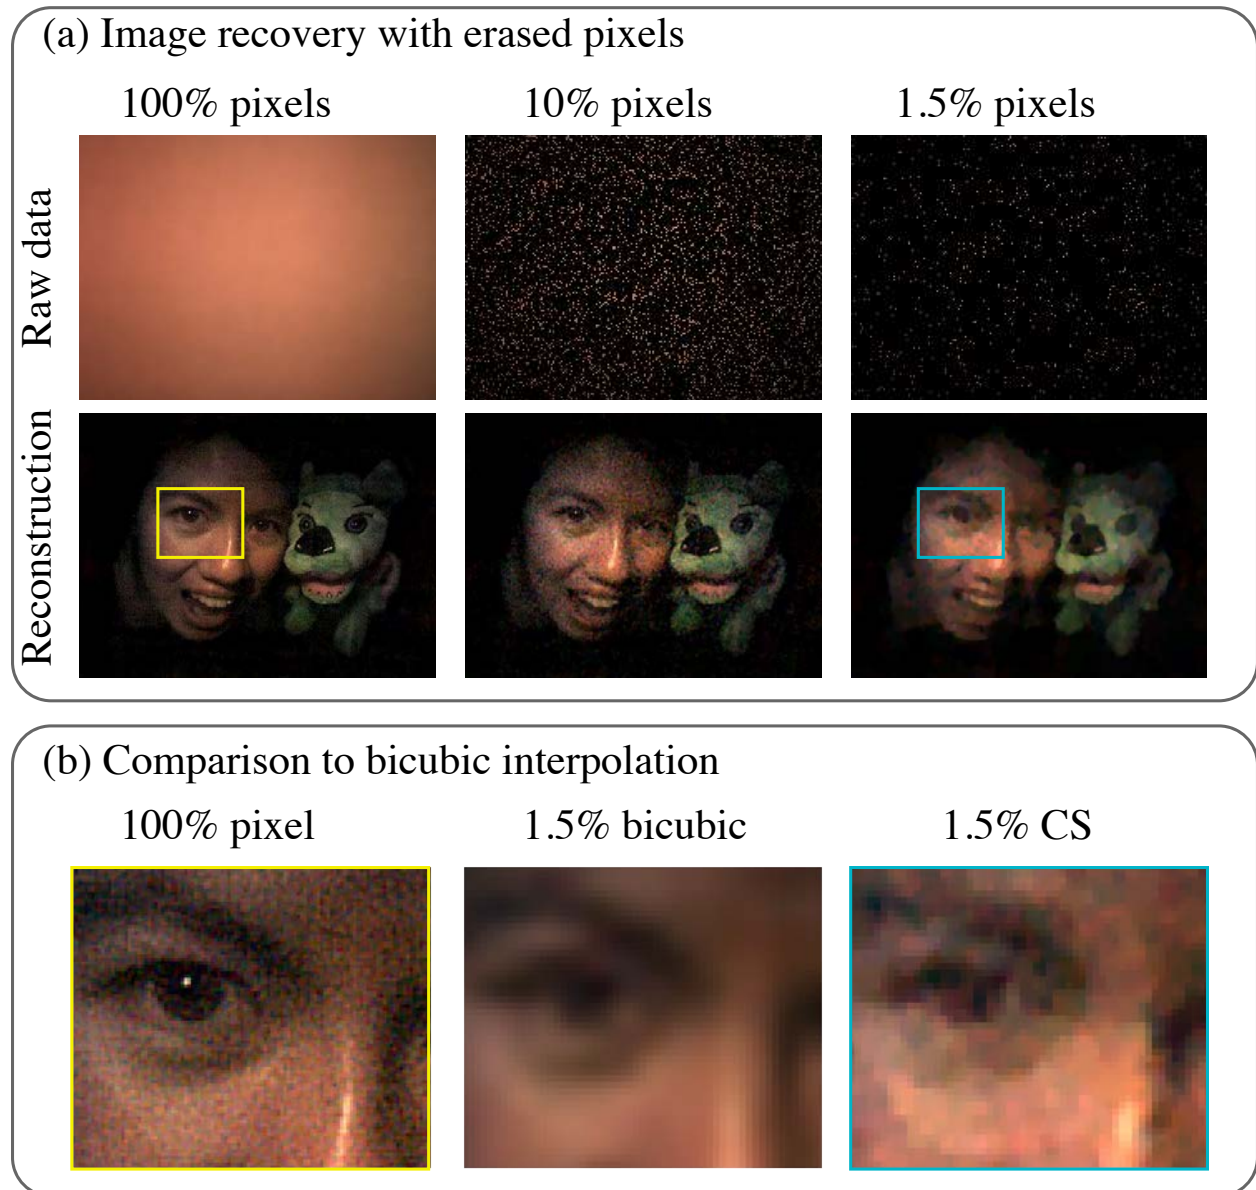 (a) Image recovery with erased pixels
100% pixels
10% pixels
1.5% pixels
Raw data
Reconstruction
(b) Comparison to bicubic interpolation
100% pixel
1.5% bicubic
1.5% CS